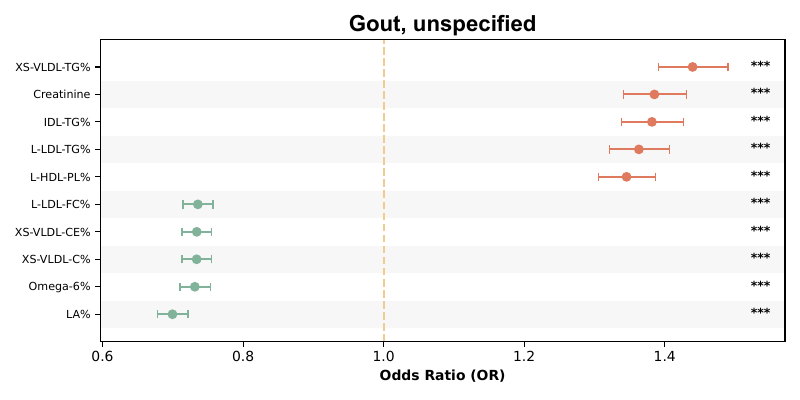 Gout, unspecified
XS-VLDL-TG% ***
Creatinine ***
IDL-TG% ***
L-LDL-TG% ***
L-HDL-PL% ***
L-LDL-FC% ***
XS-VLDL-CE% ***
XS-VLDL-C% ***
Omega-6% ***
LA% ***
0.6 0.8 1.0 1.2 1.4
Odds Ratio (OR)